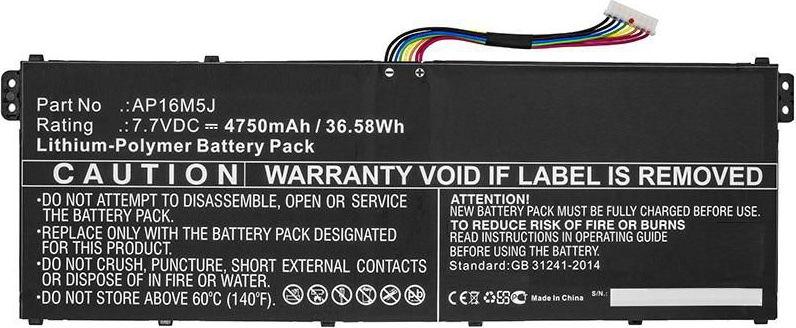 − +
Part No .:AP16M5J
Rating .:7.7VDC ⎓ 4750mAh / 36.58Wh
Lithium-Polymer Battery Pack
CAUTION WARRANTY VOID IF LABEL IS REMOVED
•DO NOT ATTEMPT TO DISASSEMBLE, OPEN OR SERVICE
THE BATTERY PACK.
•REPLACE ONLY WITH THE BATTERY PACK DESIGNATED
FOR THIS PRODUCT.
•DO NOT CRUSH, PUNCTURE, SHORT EXTERNAL CONTACTS
OR DISPOSE OF IN FIRE OR WATER.
•DO NOT STORE ABOVE 60℃ (140℉).
ATTENTION!
NEW BATTERY PACK MUST BE FULLY CHARGED BEFORE USE.
TO REDUCE RISK OF FIRE OR BURNS
READ INSTRUCTIONS IN OPERATING GUIDE
BEFORE USING THE BATTERY.
Standard:GB 31241-2014
CE Made In China S/N.: